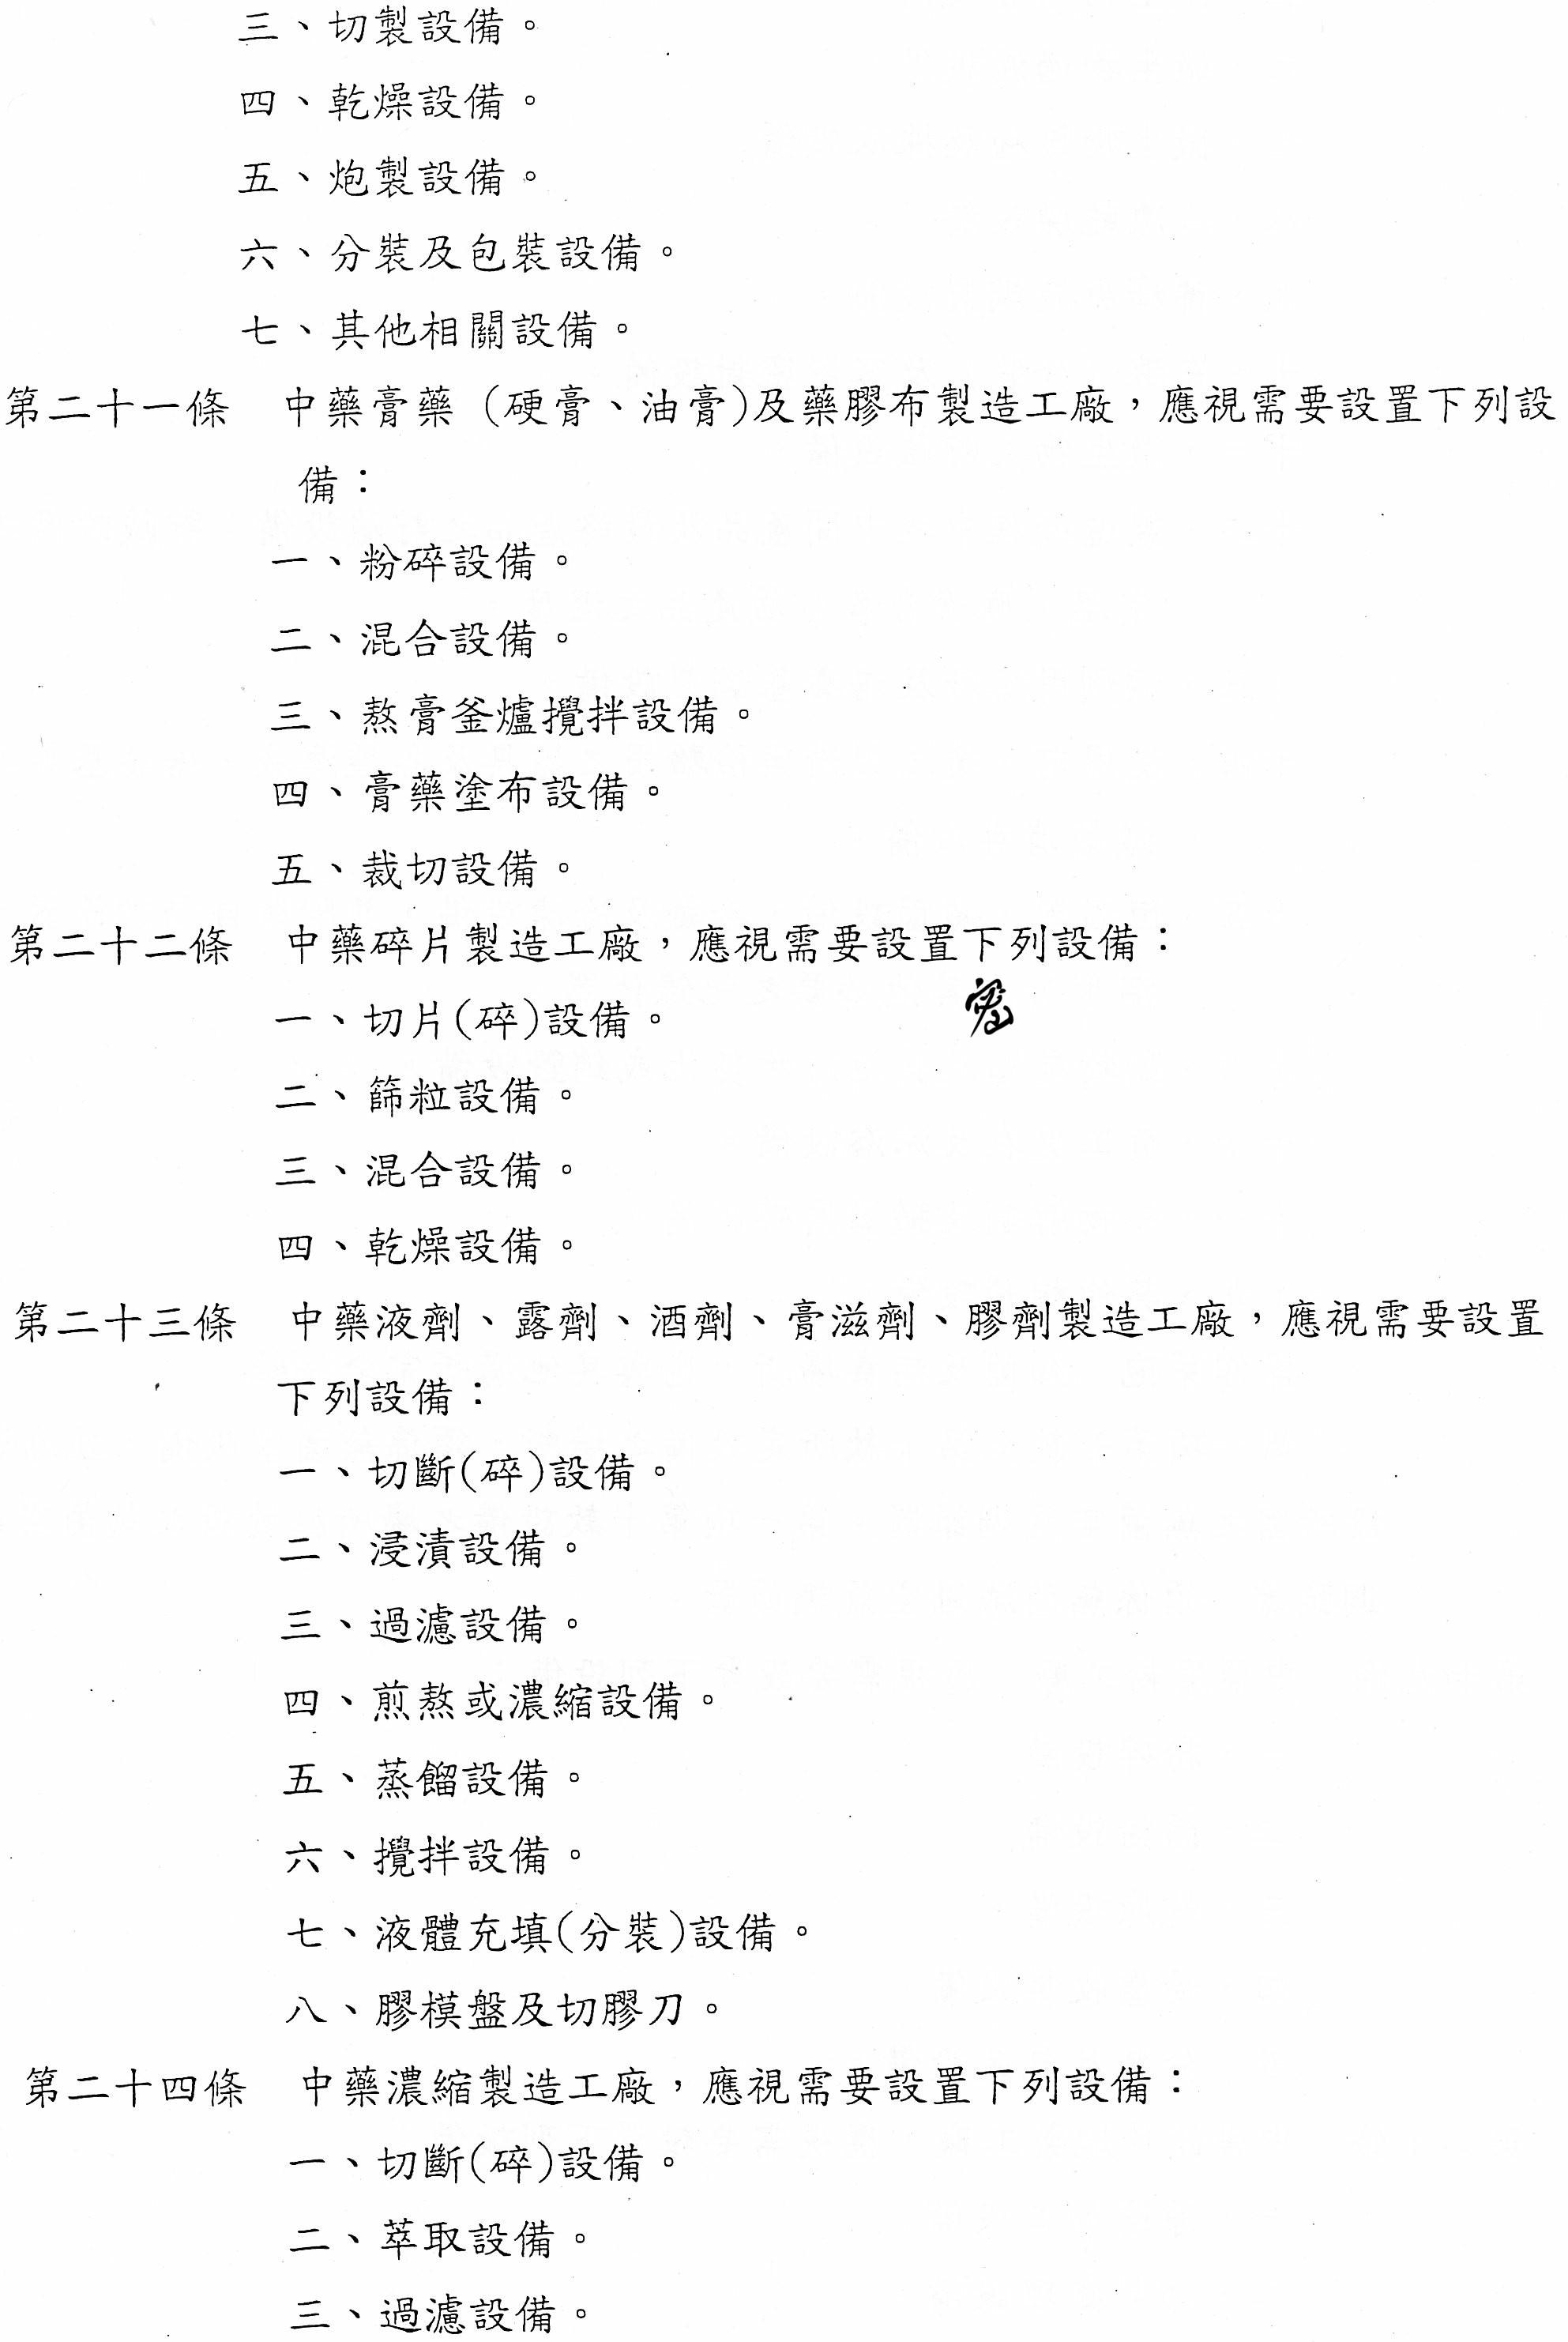 三、切製設備。
四、乾燥設備。
五、炮製設備。
六、分裝及包裝設備。
七、其他相關設備。
第二十一條　中藥膏藥（硬膏、油膏)及藥膠布製造工廠，應視需要設置下列設
備：
一、粉碎設備。
二、混合設備。
三、熬膏釜爐攪拌設備。
四、膏藥塗布設備。
五、裁切設備。
第二十二條　中藥碎片製造工廠，應視需要設置下列設備：
一、切片(碎)設備。
二、篩粒設備。
三、混合設備。
四、乾燥設備。
第二十三條　中藥液劑、露劑、酒劑、膏滋劑、膠劑製造工廠，應視需要設置
下列設備：
一、切斷(碎)設備。
二、浸漬設備。
三、過濾設備。
四、煎熬或濃縮設備。
五、蒸餾設備。
六、攪拌設備。
七、液體充填(分裝)設備。
八、膠模盤及切膠刀。
第二十四條　中藥濃縮製造工廠，應視需要設置下列設備：
一、切斷(碎)設備。
二、萃取設備。
三、過濾設備。